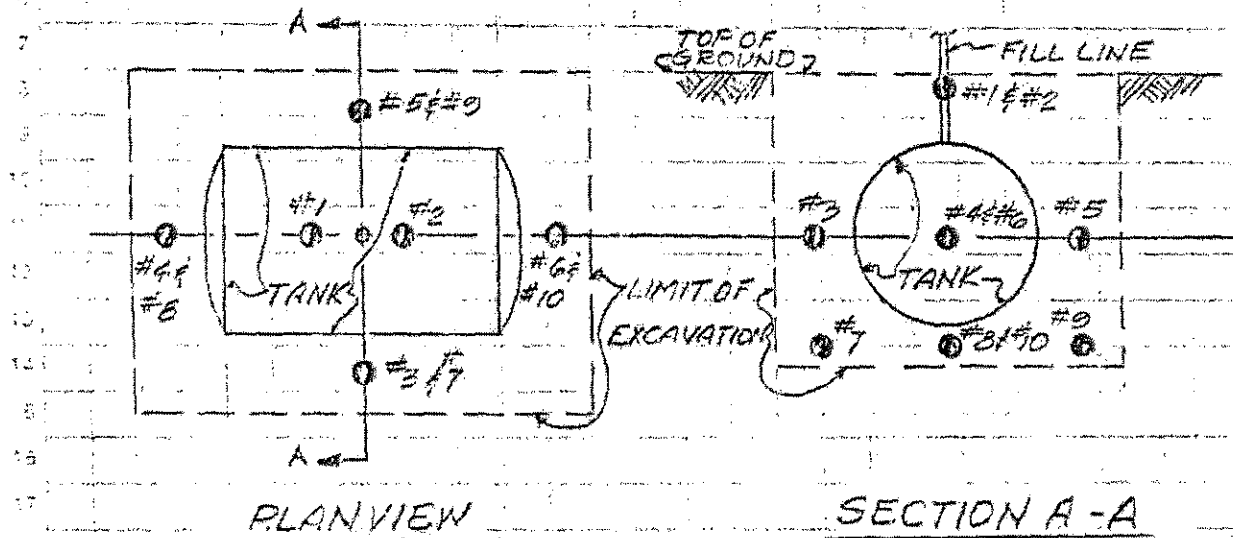 A
#5 & #9
#1
#2
#4 &
#8
TANK
#6 &
#10
#3 & #7
A
PLAN VIEW
LIMIT OF
EXCAVATION
TOP OF
GROUND
FILL LINE
#1 & #2
#3
#4 & #6
#5
TANK
#7
#8 & #10
#9
SECTION A-A